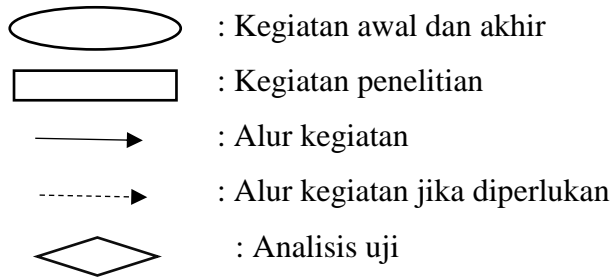 : Kegiatan awal dan akhir
: Kegiatan penelitian
: Alur kegiatan
: Alur kegiatan jika diperlukan
: Analisis uji